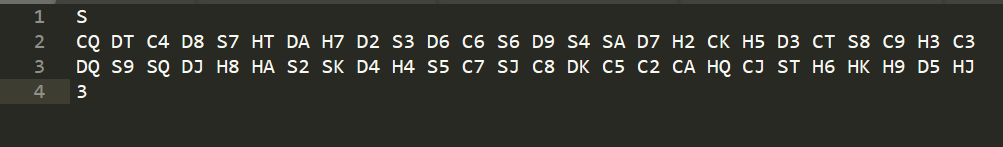 1 S
2 CQ DT C4 D8 S7 HT DA H7 D2 S3 D6 C6 S6 D9 S4 SA D7 H2 CK H5 D3 CT S8 C9 H3 C3
3 DQ S9 SQ DJ H8 HA S2 SK D4 H4 S5 C7 SJ C8 DK C5 C2 CA HQ CJ ST H6 HK H9 D5 HJ
4 3